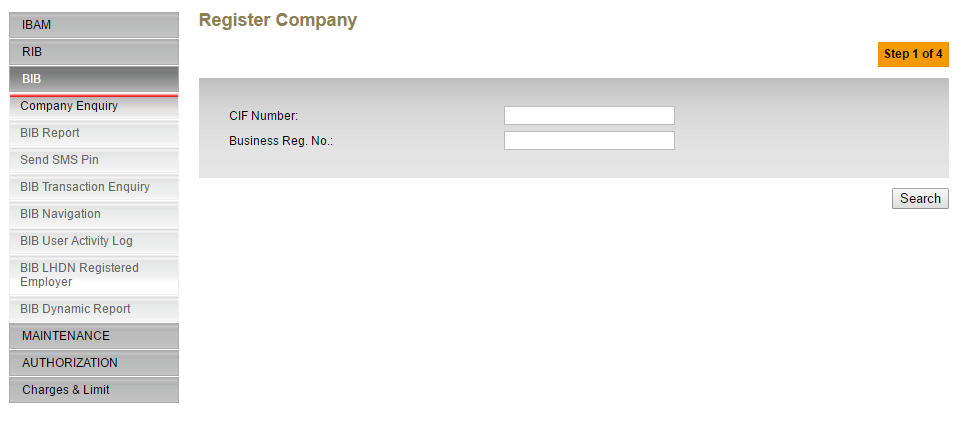 IBAM
RIB
BIB
Company Enquiry
BIB Report
Send SMS Pin
BIB Transaction Enquiry
BIB Navigation
BIB User Activity Log
BIB LHDN Registered
Employer
BIB Dynamic Report
MAINTENANCE
AUTHORIZATION
Charges & Limit
Register Company
Step 1 of 4
CIF Number:
Business Reg. No.:
Search